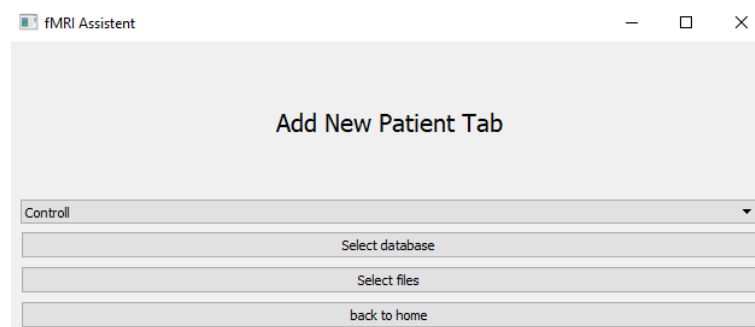 fMRI Assistent
Add New Patient Tab
Controll
Select database
Select files
back to home